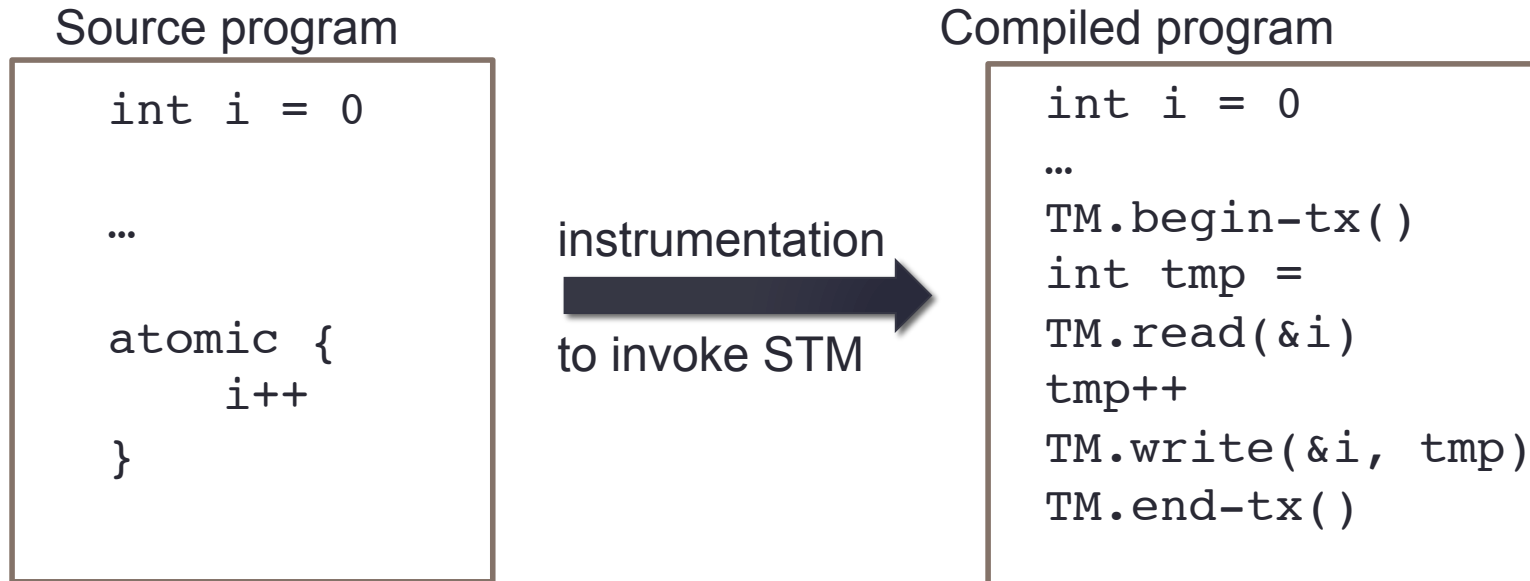 Source program
int i = 0
…
atomic {
i++
}
instrumentation
to invoke STM
Compiled program
int i = 0
…
TM.begin-tx()
int tmp =
TM.read(&i)
tmp++
TM.write(&i, tmp)
TM.end-tx()